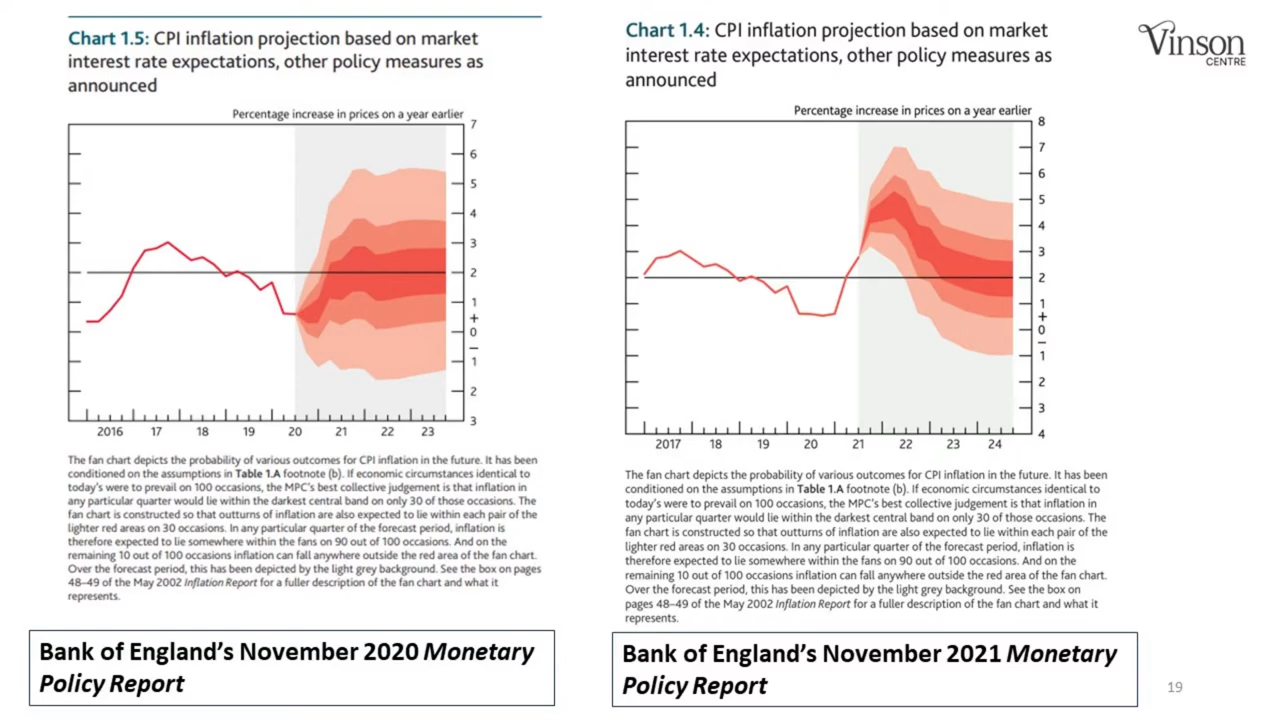 Chart 1.5: CPI inflation projection based on market
interest rate expectations, other policy measures as
announced
Percentage increase in prices on a year earlier
7
6
5
4
3
2
1
+
0
–
1
2
3
2016 17 18 19 20 21 22 23
The fan chart depicts the probability of various outcomes for CPI inflation in the future. It has been
conditioned on the assumptions in Table 1.A footnote (b). If economic circumstances identical to
today's were to prevail on 100 occasions, the MPC's best collective judgement is that inflation in
any particular quarter would lie within the darkest central band on only 30 of those occasions. The
fan chart is constructed so that outturns of inflation are also expected to lie within each pair of the
lighter red areas on 30 occasions. In any particular quarter of the forecast period, inflation is
therefore expected to lie somewhere within the fans on 90 out of 100 occasions. And on the
remaining 10 out of 100 occasions inflation can fall anywhere outside the red area of the fan chart.
Over the forecast period, this has been depicted by the light grey background. See the box on pages
48–49 of the May 2002 Inflation Report for a fuller description of the fan chart and what it
represents.
Bank of England's November 2020 Monetary
Policy Report
Chart 1.4: CPI inflation projection based on market
interest rate expectations, other policy measures as
announced
Percentage increase in prices on a year earlier
8
7
6
5
4
3
2
1
+
0
–
1
2
3
4
2017 18 19 20 21 22 23 24
The fan chart depicts the probability of various outcomes for CPI inflation in the future. It has been
conditioned on the assumptions in Table 1.A footnote (b). If economic circumstances identical to
today's were to prevail on 100 occasions, the MPC's best collective judgement is that inflation in
any particular quarter would lie within the darkest central band on only 30 of those occasions. The
fan chart is constructed so that outturns of inflation are also expected to lie within each pair of the
lighter red areas on 30 occasions. In any particular quarter of the forecast period, inflation is
therefore expected to lie somewhere within the fans on 90 out of 100 occasions. And on the
remaining 10 out of 100 occasions inflation can fall anywhere outside the red area of the fan chart.
Over the forecast period, this has been depicted by the light grey background. See the box on
pages 48–49 of the May 2002 Inflation Report for a fuller description of the fan chart and what it
represents.
Bank of England's November 2021 Monetary
Policy Report
Vinson
CENTRE
19